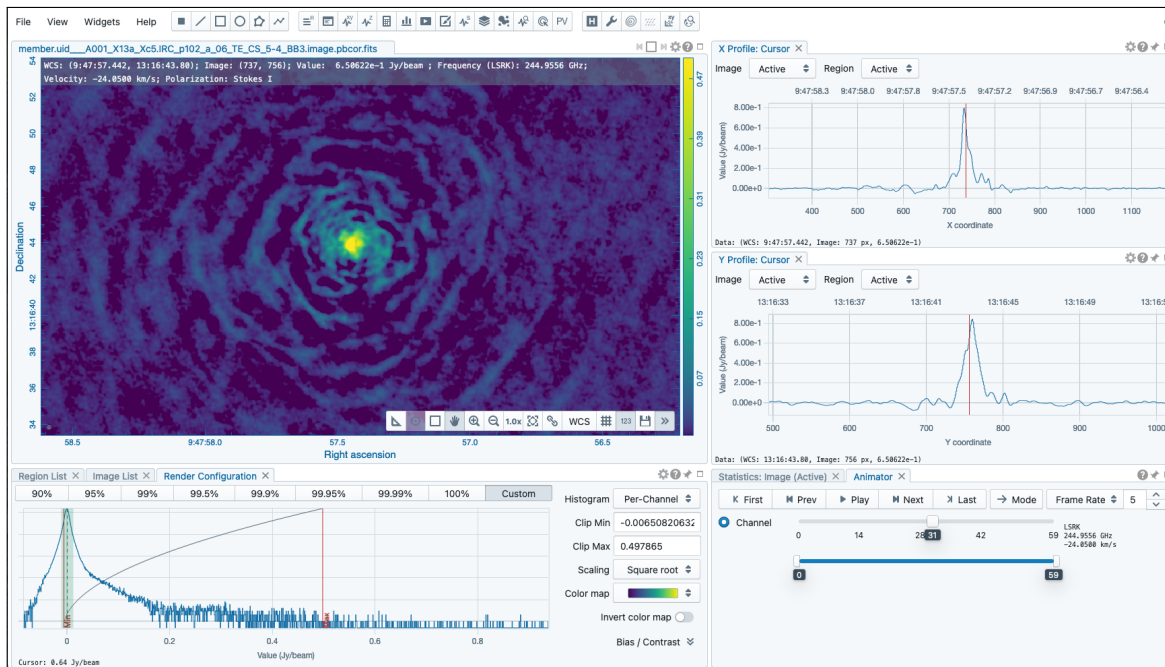 File View Widgets Help PV
member.uid___A001_X13a_Xc5.IRC_p102_a_06_TE_CS_5-4_BB3.image.pbcor.fits
WCS: (9:47:57.442, 13:16:43.80); Image: (737, 756); Value: 6.50622e-1 Jy/beam ; Frequency (LSRK): 244.9556 GHz;
Velocity: -24.0500 km/s; Polarization: Stokes I
54
52
50
48
46
44
42
13:16:40
38
36
34
Declination
58.5 9:47:58.0 57.5 57.0 56.5
Right ascension
0.47
0.39
0.31
0.23
0.15
0.07
1.0x WCS 123
X Profile: Cursor
Image Active Region Active
9:47:58.3 9:47:58.0 9:47:57.8 9:47:57.5 9:47:57.2 9:47:56.9 9:47:56.7 9:47:56.4
8.00e-1
6.00e-1
4.00e-1
2.00e-1
0.00e+0
Value (Jy/beam)
400 500 600 700 800 900 1000 1100
X coordinate
Data: (WCS: 9:47:57.442, Image: 737 px, 6.50622e-1)
Y Profile: Cursor
Image Active Region Active
13:16:33 13:16:37 13:16:41 13:16:45 13:16:49
8.00e-1
6.00e-1
4.00e-1
2.00e-1
0.00e+0
Value (Jy/beam)
500 600 700 800 900 1000
Y coordinate
Data: (WCS: 13:16:43.80, Image: 756 px, 6.50622e-1)
Region List Image List Render Configuration
90% 95% 99% 99.5% 99.9% 99.95% 99.99% 100% Custom
Min
Max
0 0.2 0.4 0.6 0.8
Value (Jy/beam)
Cursor: 0.64 Jy/beam
Histogram Per-Channel
Clip Min -0.00650820632
Clip Max 0.497865
Scaling Square root
Color map
Invert color map
Bias / Contrast
Statistics: Image (Active) Animator
First Prev Play Next Last Mode Frame Rate 5
Channel
0 14 28 31 42 59
LSRK
244.9556 GHz
-24.0500 km/s
0 59